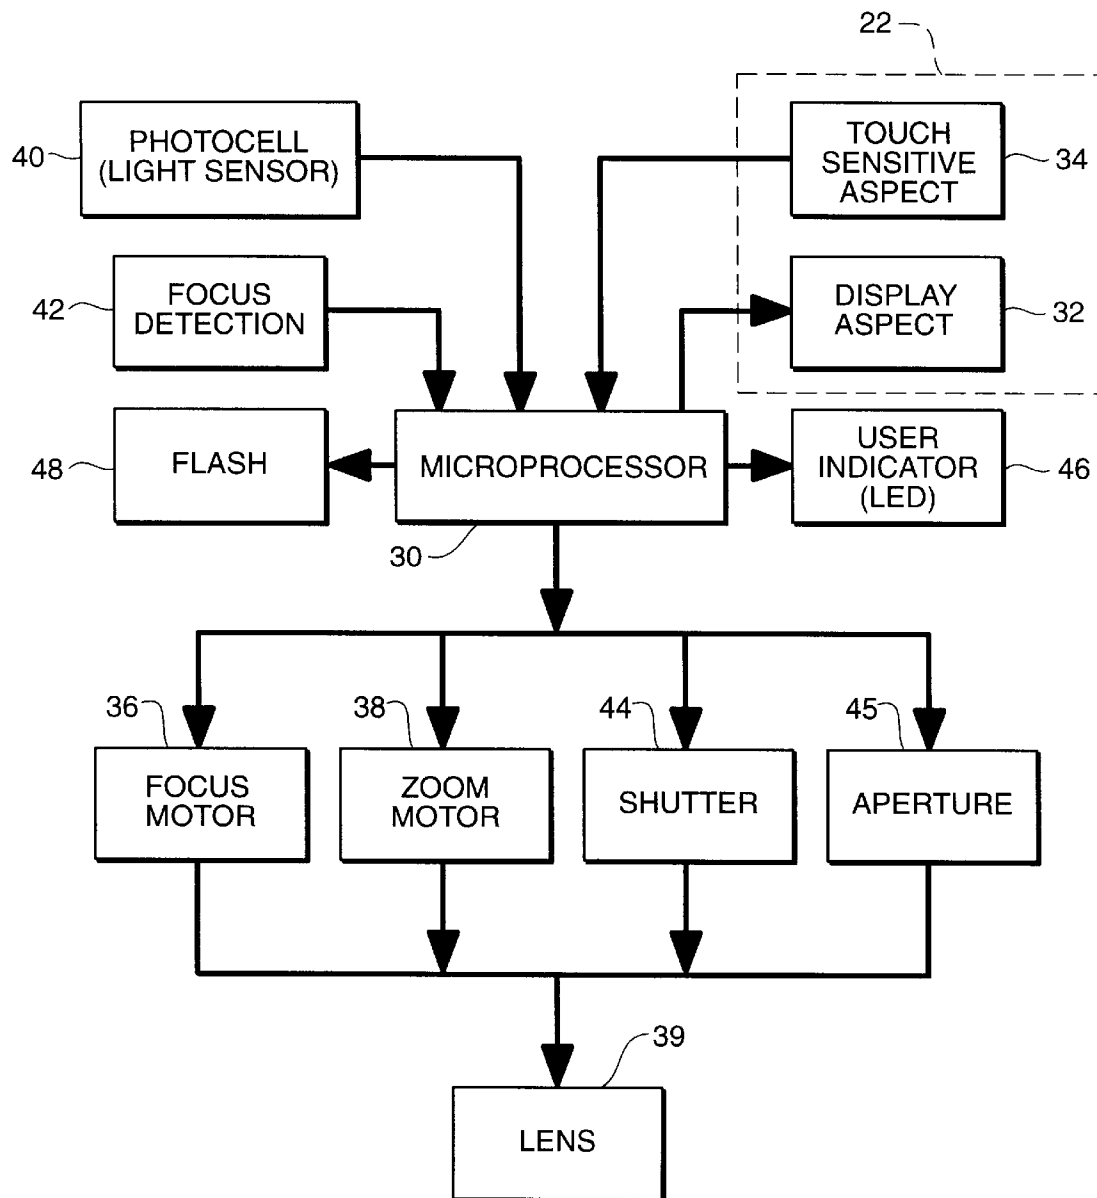 22
40
PHOTOCELL
(LIGHT SENSOR)
TOUCH
SENSITIVE
ASPECT
34
42
FOCUS
DETECTION
DISPLAY
ASPECT
32
48
FLASH
MICROPROCESSOR
USER
INDICATOR
(LED)
46
30
36
38
44
45
FOCUS
MOTOR
ZOOM
MOTOR
SHUTTER
APERTURE
39
LENS